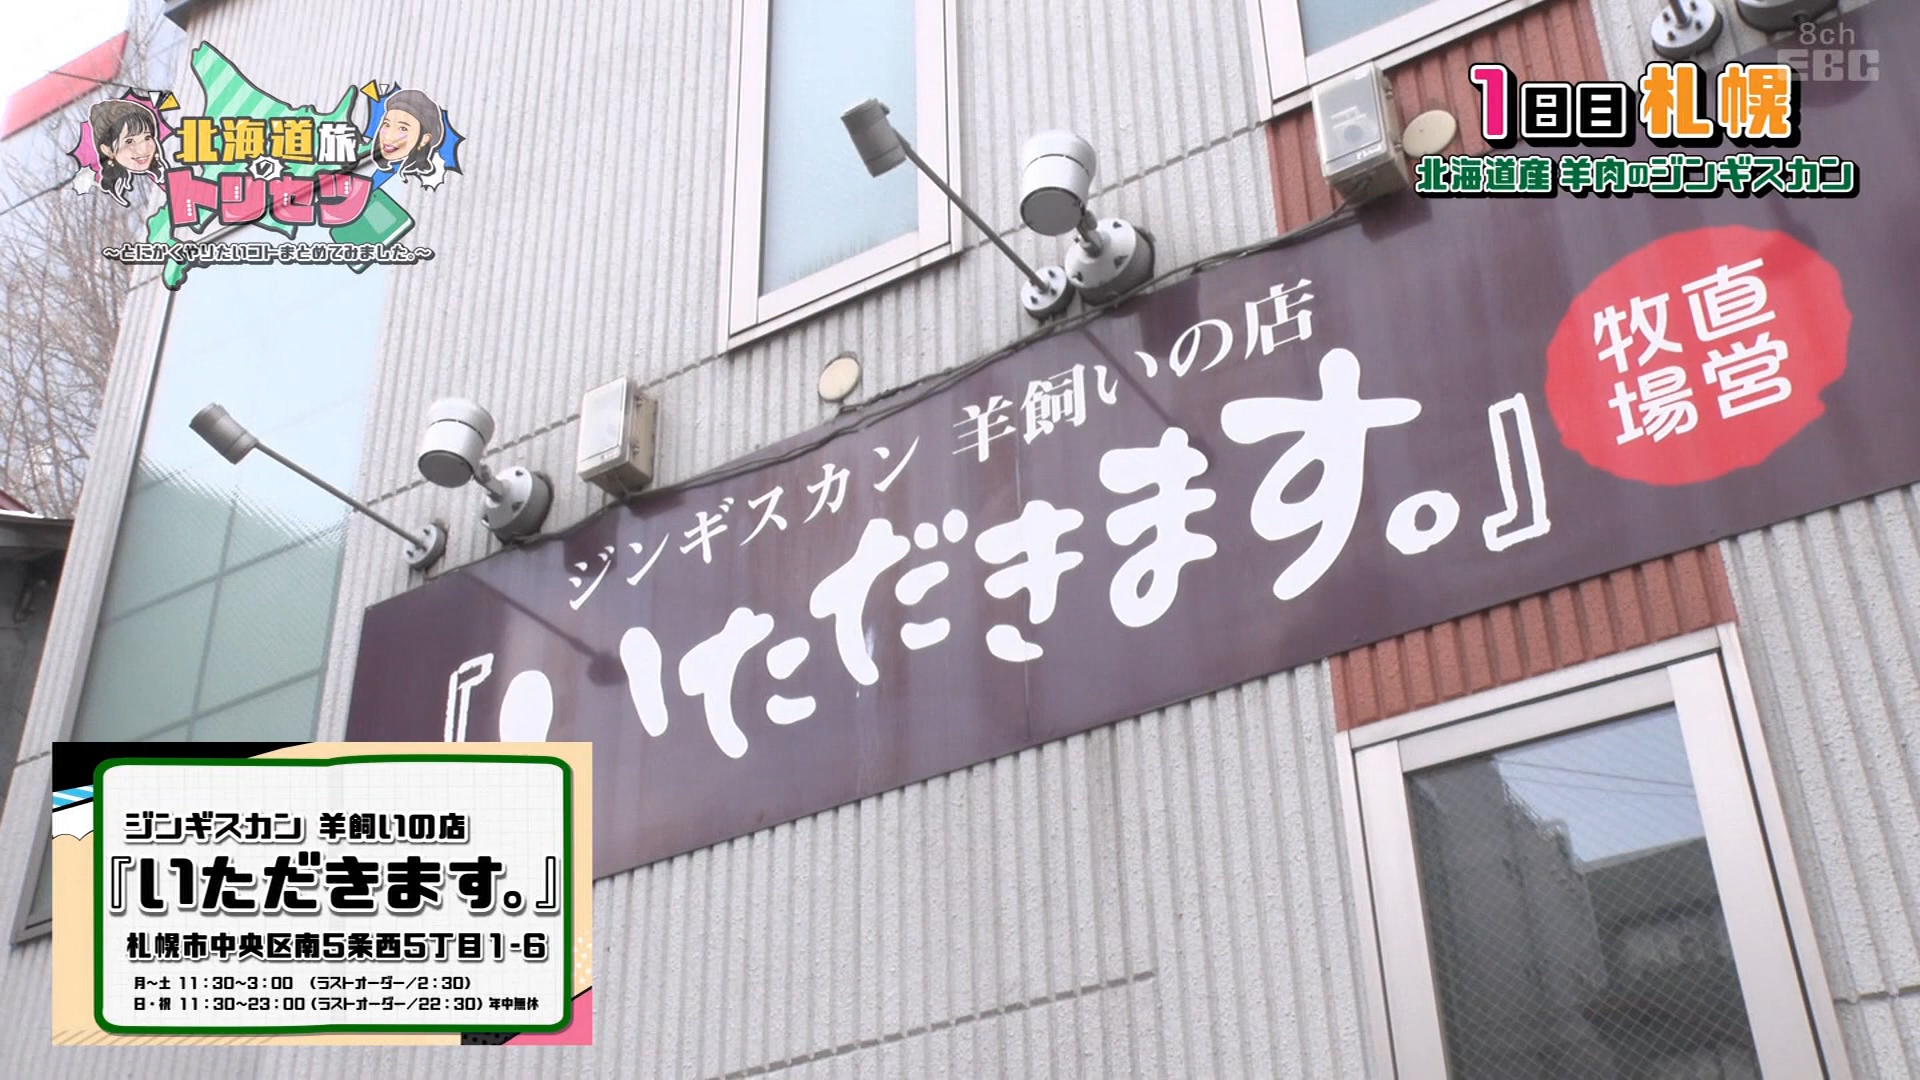 北海道旅の
トリセツ
〜とにかくやりたいコトまとめてみました。〜
8ch
EBC
1日目 札幌
北海道産 羊肉のジンギスカン
ジンギスカン 羊飼いの店
『いただきます。』
直営
牧場
ジンギスカン 羊飼いの店
『いただきます。』
札幌市中央区南5条西5丁目1-6
月〜土 11:30〜3:00 (ラストオーダー/2:30)
日・祝 11:30〜23:00(ラストオーダー/22:30) 年中無休